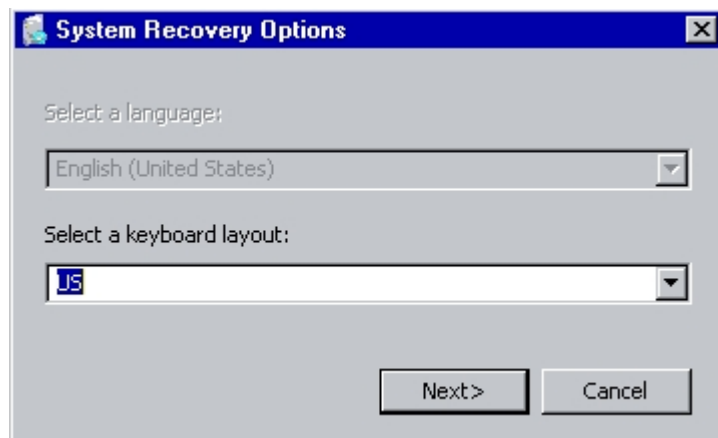 System Recovery Options
Select a language:
English (United States)
Select a keyboard layout:
US
Next>
Cancel